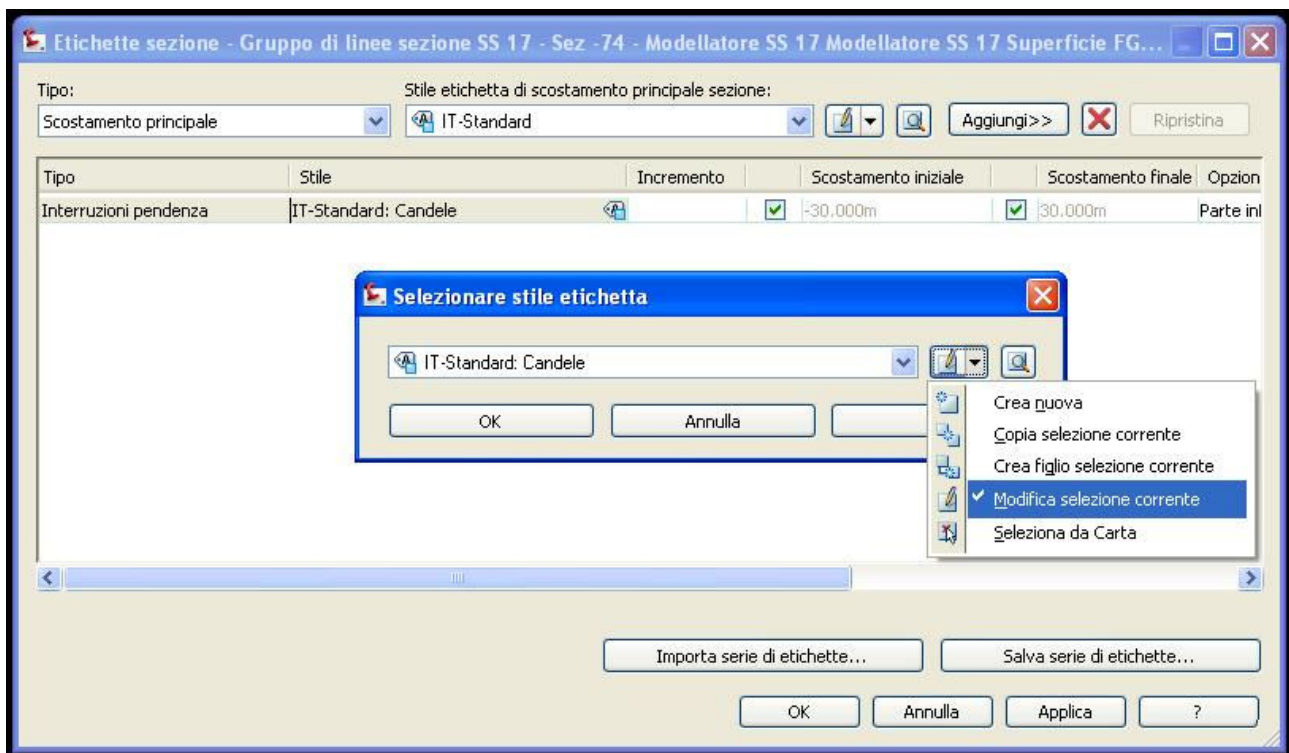 Etichette sezione - Gruppo di linee sezione SS 17 - Sez -74 - Modellatore SS 17 Modellatore SS 17 Superficie FG...
Tipo: Stile etichetta di scostamento principale sezione:
Scostamento principale IT-Standard Aggiungi>> Ripristina
Tipo Stile Incremento Scostamento iniziale Scostamento finale Opzion
Interruzioni pendenza IT-Standard: Candele -30.000m 30.000m Parte inl
Selezionare stile etichetta
IT-Standard: Candele
OK Annulla
Crea nuova
Copia selezione corrente
Crea figlio selezione corrente
Modifica selezione corrente
Seleziona da Carta
Importa serie di etichette... Salva serie di etichette...
OK Annulla Applica ?